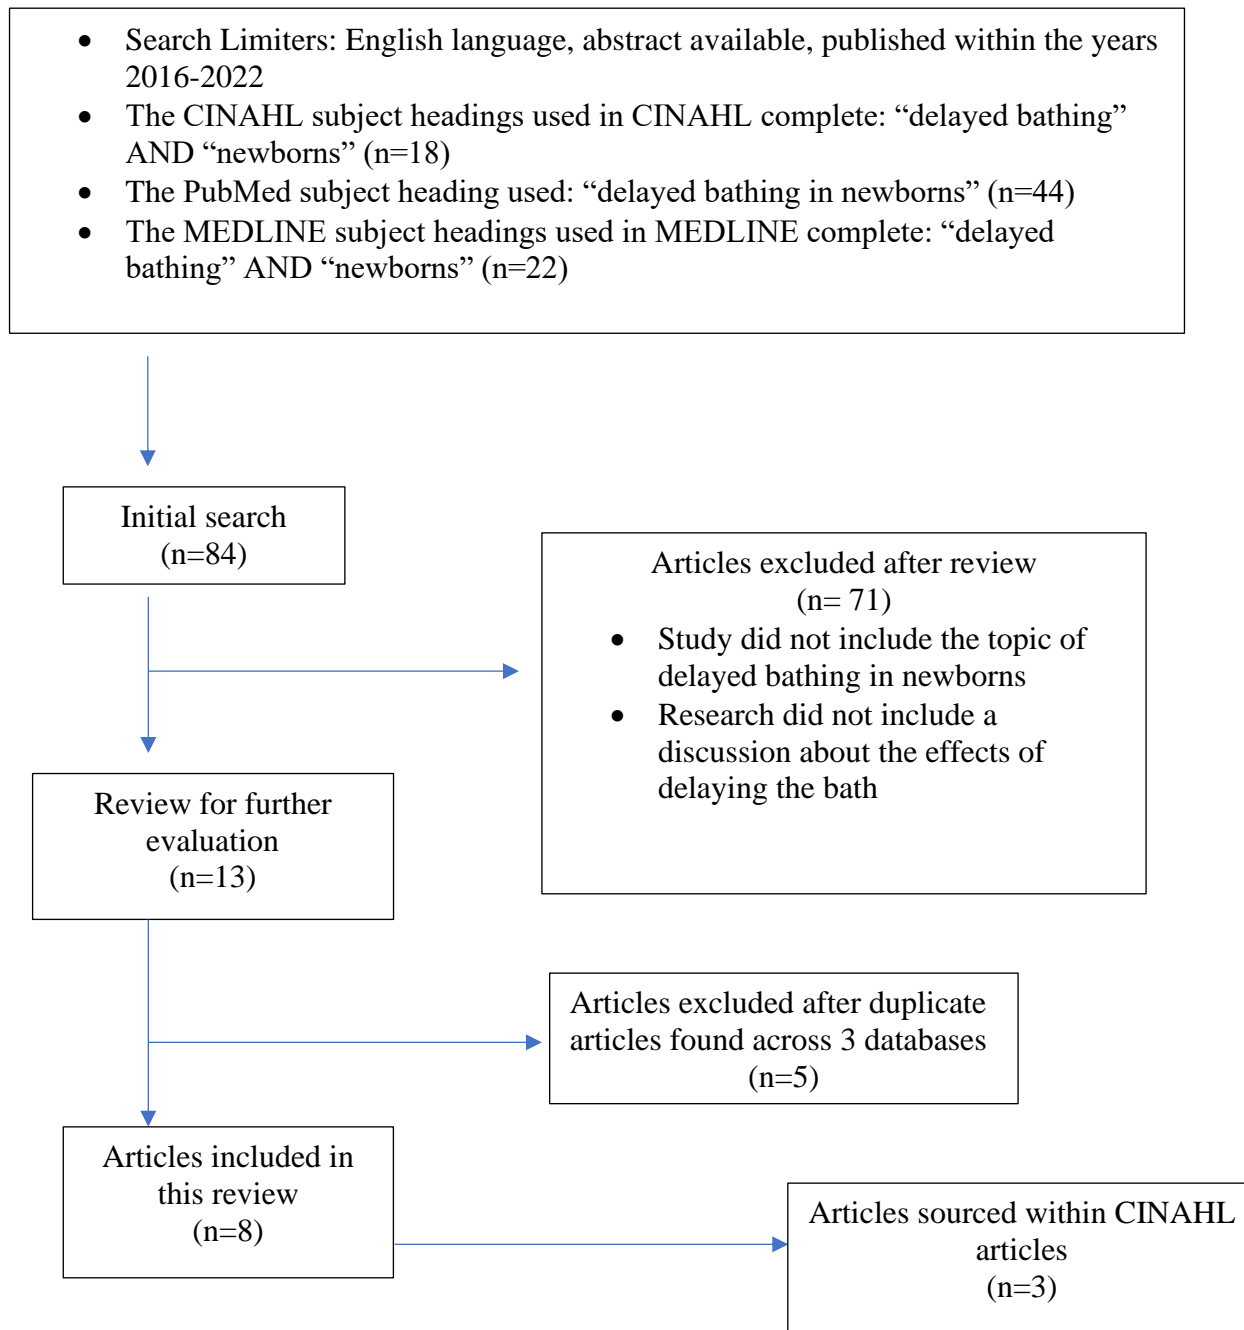 • Search Limiters: English language, abstract available, published within the years
2016-2022
• The CINAHL subject headings used in CINAHL complete: “delayed bathing”
AND “newborns” (n=18)
• The PubMed subject heading used: “delayed bathing in newborns” (n=44)
• The MEDLINE subject headings used in MEDLINE complete: “delayed
bathing” AND “newborns” (n=22)
Initial search
(n=84)
Articles excluded after review
(n= 71)
• Study did not include the topic of
delayed bathing in newborns
• Research did not include a
discussion about the effects of
delaying the bath
Review for further
evaluation
(n=13)
Articles excluded after duplicate
articles found across 3 databases
(n=5)
Articles included in
this review
(n=8)
Articles sourced within CINAHL
articles
(n=3)